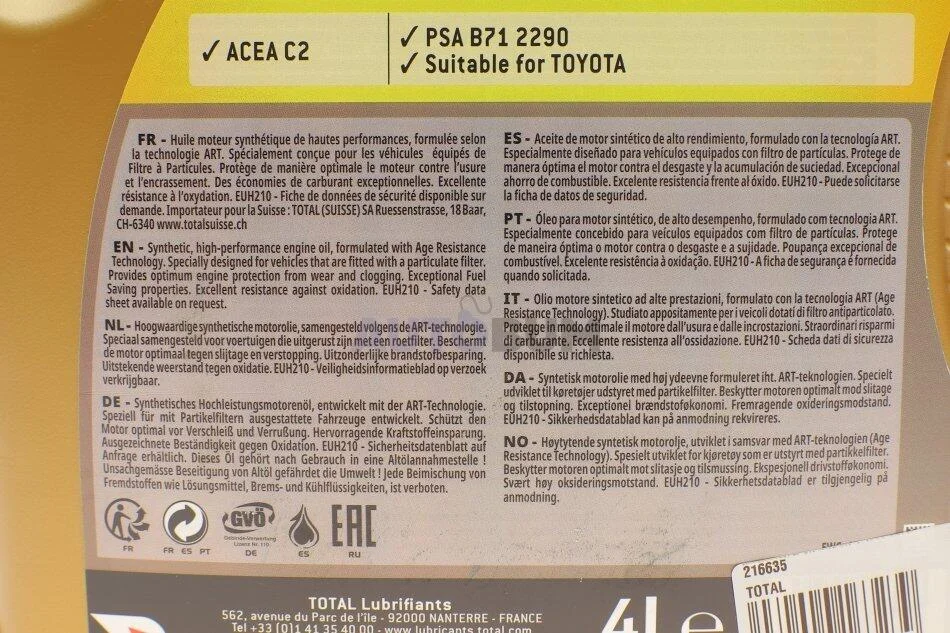 ✓ ACEA C2
✓ PSA B71 2290
✓ Suitable for TOYOTA
FR - Huile moteur synthétique de hautes performances, formulée selon
la technologie ART. Spécialement conçue pour les véhicules équipés de
Filtre à Particules. Protège de manière optimale le moteur contre l'usure
et l'encrassement. Des économies de carburant exceptionnelles. Excellente
résistance à l'oxydation. EUH210 - Fiche de données de sécurité disponible sur
demande. Importateur pour la Suisse : TOTAL (SUISSE) SA Ruessenstrasse, 18 Baar,
CH-6340 www.totalsuisse.ch
EN - Synthetic, high-performance engine oil, formulated with Age Resistance
Technology. Specially designed for vehicles that are fitted with a particulate filter.
Provides optimum engine protection from wear and clogging. Exceptional Fuel
Saving properties. Excellent resistance against oxidation. EUH210 - Safety data
sheet available on request.
NL - Hoogwaardige synthetische motorolie, samengesteld volgens de ART-technologie.
Speciaal samengesteld voor voertuigen die uitgerust zijn met een roetfilter. Beschermt
de motor optimaal tegen slijtage en verstopping. Uitzonderlijke brandstofbesparing.
Uitstekende weerstand tegen oxidatie. EUH210 - Veiligheidsinformatieblad op verzoek
verkrijgbaar.
DE - Synthetisches Hochleistungsmotorenöl, entwickelt mit der ART-Technologie.
Speziell für mit Partikelfiltern ausgestattete Fahrzeuge entwickelt. Schützt den
Motor optimal vor Verschleiß und Verrußung. Hervorragende Kraftstoffeinsparung.
Ausgezeichnete Beständigkeit gegen Oxidation. EUH210 - Sicherheitsdatenblatt auf
Anfrage erhältlich. Dieses Öl gehört nach Gebrauch in eine Altölannahmestelle !
Unsachgemässe Beseitigung von Altöl gefährdet die Umwelt ! Jede Beimischung von
Fremdstoffen wie Lösungsmittel, Brems- und Kühlflüssigkeiten, ist verboten.
ES - Aceite de motor sintético de alto rendimiento, formulado con la tecnología ART.
Especialmente diseñado para vehículos equipados con filtro de partículas. Protege de
manera óptima el motor contra el desgaste y la acumulación de suciedad. Excepcional
ahorro de combustible. Excelente resistencia frente al óxido. EUH210 - Puede solicitarse
la ficha de datos de seguridad.
PT - Óleo para motor sintético, de alto desempenho, formulado com tecnologia ART.
Especialmente concebido para veículos equipados com filtro de partículas. Protege
de maneira óptima o motor contra o desgaste e a sujidade. Poupança excepcional de
combustível. Excelente resistência à oxidação. EUH210 - A ficha de segurança é fornecida
quando solicitada.
IT - Olio motore sintetico ad alte prestazioni, formulato con la tecnologia ART (Age
Resistance Technology). Studiato appositamente per i veicoli dotati di filtro antiparticolato.
Protegge in modo ottimale il motore dall'usura e dalle incrostazioni. Straordinari risparmi
di carburante. Eccellente resistenza all'ossidazione. EUH210 - Scheda dati di sicurezza
disponibile su richiesta.
DA - Syntetisk motorolie med høj ydeevne formuleret iht. ART-teknologien. Specielt
udviklet til køretøjer udstyret med partikelfilter. Beskytter motoren optimalt mod slitage
og tilstopning. Exceptionel brændstoføkonomi. Fremragende oxideringsmodstand.
EUH210 - Sikkerhedsdatablad kan på anmodning rekvireres.
NO - Høytytende syntetisk motorolje, utviklet i samsvar med ART-teknologien (Age
Resistance Technology). Spesielt utviklet for kjøretøy som er utstyrt med partikkelfilter.
Beskytter motoren optimalt mot slitasje og tilsmussing. Ekspesjonell drivstofføkonomi.
Svært høy oksideringsmotstand. EUH210 - Sikkerhetsdatablad er tilgjengelig på
anmodning.
FR
FR ES PT
GVÖ
Gebinde-Verwertung
Lizenz Nr. 110
DE
ES
EAC
RU
216635
TOTAL
TOTAL Lubrifiants
562, avenue du Parc de l'île - 92000 NANTERRE - FRANCE
Tel +33 (0)1 41 35 40 00 - www.lubricants.total.com
4L e